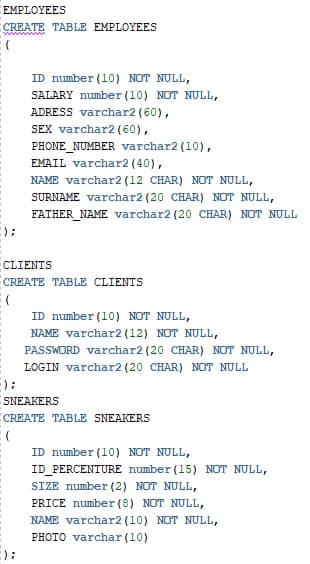 EMPLOYEES
CREATE TABLE EMPLOYEES
(
ID number(10) NOT NULL,
SALARY number(10) NOT NULL,
ADRESS varchar2(60),
SEX varchar2(60),
PHONE_NUMBER varchar2(10),
EMAIL varchar2(40),
NAME varchar2(12 CHAR) NOT NULL,
SURNAME varchar2(20 CHAR) NOT NULL,
FATHER_NAME varchar2(20 CHAR) NOT NULL
);
CLIENTS
CREATE TABLE CLIENTS
(
ID number(10) NOT NULL,
NAME varchar2(12) NOT NULL,
PASSWORD varchar2(20 CHAR) NOT NULL,
LOGIN varchar2(20 CHAR) NOT NULL
);
SNEAKERS
CREATE TABLE SNEAKERS
(
ID number(10) NOT NULL,
ID_PERCENTURE number(15) NOT NULL,
SIZE number(2) NOT NULL,
PRICE number(8) NOT NULL,
NAME varchar2(10) NOT NULL,
PHOTO varchar(10)
);